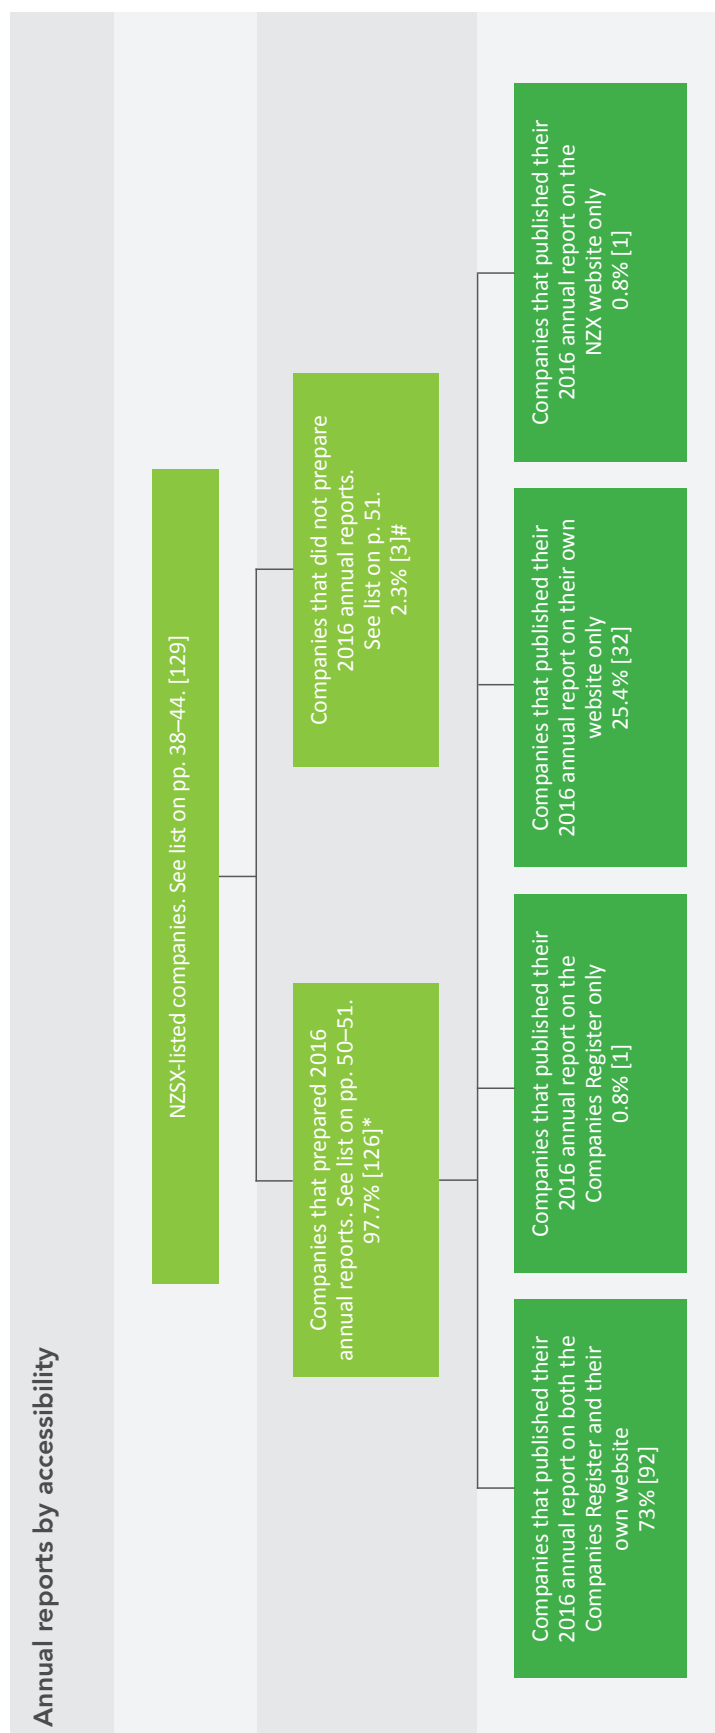 Annual reports by accessibility
NZSX-listed companies. See list on pp. 38–44. [129]
Companies that prepared 2016
annual reports. See list on pp. 50–51.
97.7% [126]*
Companies that did not prepare
2016 annual reports.
See list on p. 51.
2.3% [3]#
Companies that published their
2016 annual report on both the
Companies Register and their
own website
73% [92]
Companies that published their
2016 annual report on the
Companies Register only
0.8% [1]
Companies that published their
2016 annual report on their own
website only
25.4% [32]
Companies that published their
2016 annual report on the
NZX website only
0.8% [1]